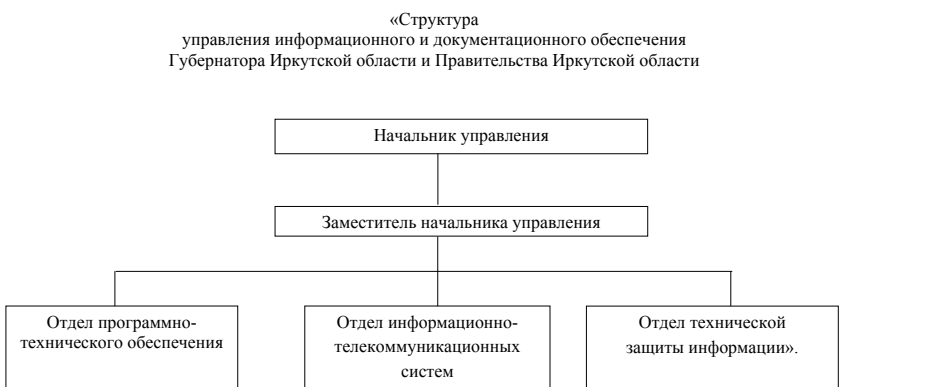 «Структура
управления информационного и документационного обеспечения
Губернатора Иркутской области и Правительства Иркутской области
Начальник управления
Заместитель начальника управления
Отдел программно-
технического обеспечения
Отдел информационно-
телекоммуникационных
систем
Отдел технической
защиты информации».